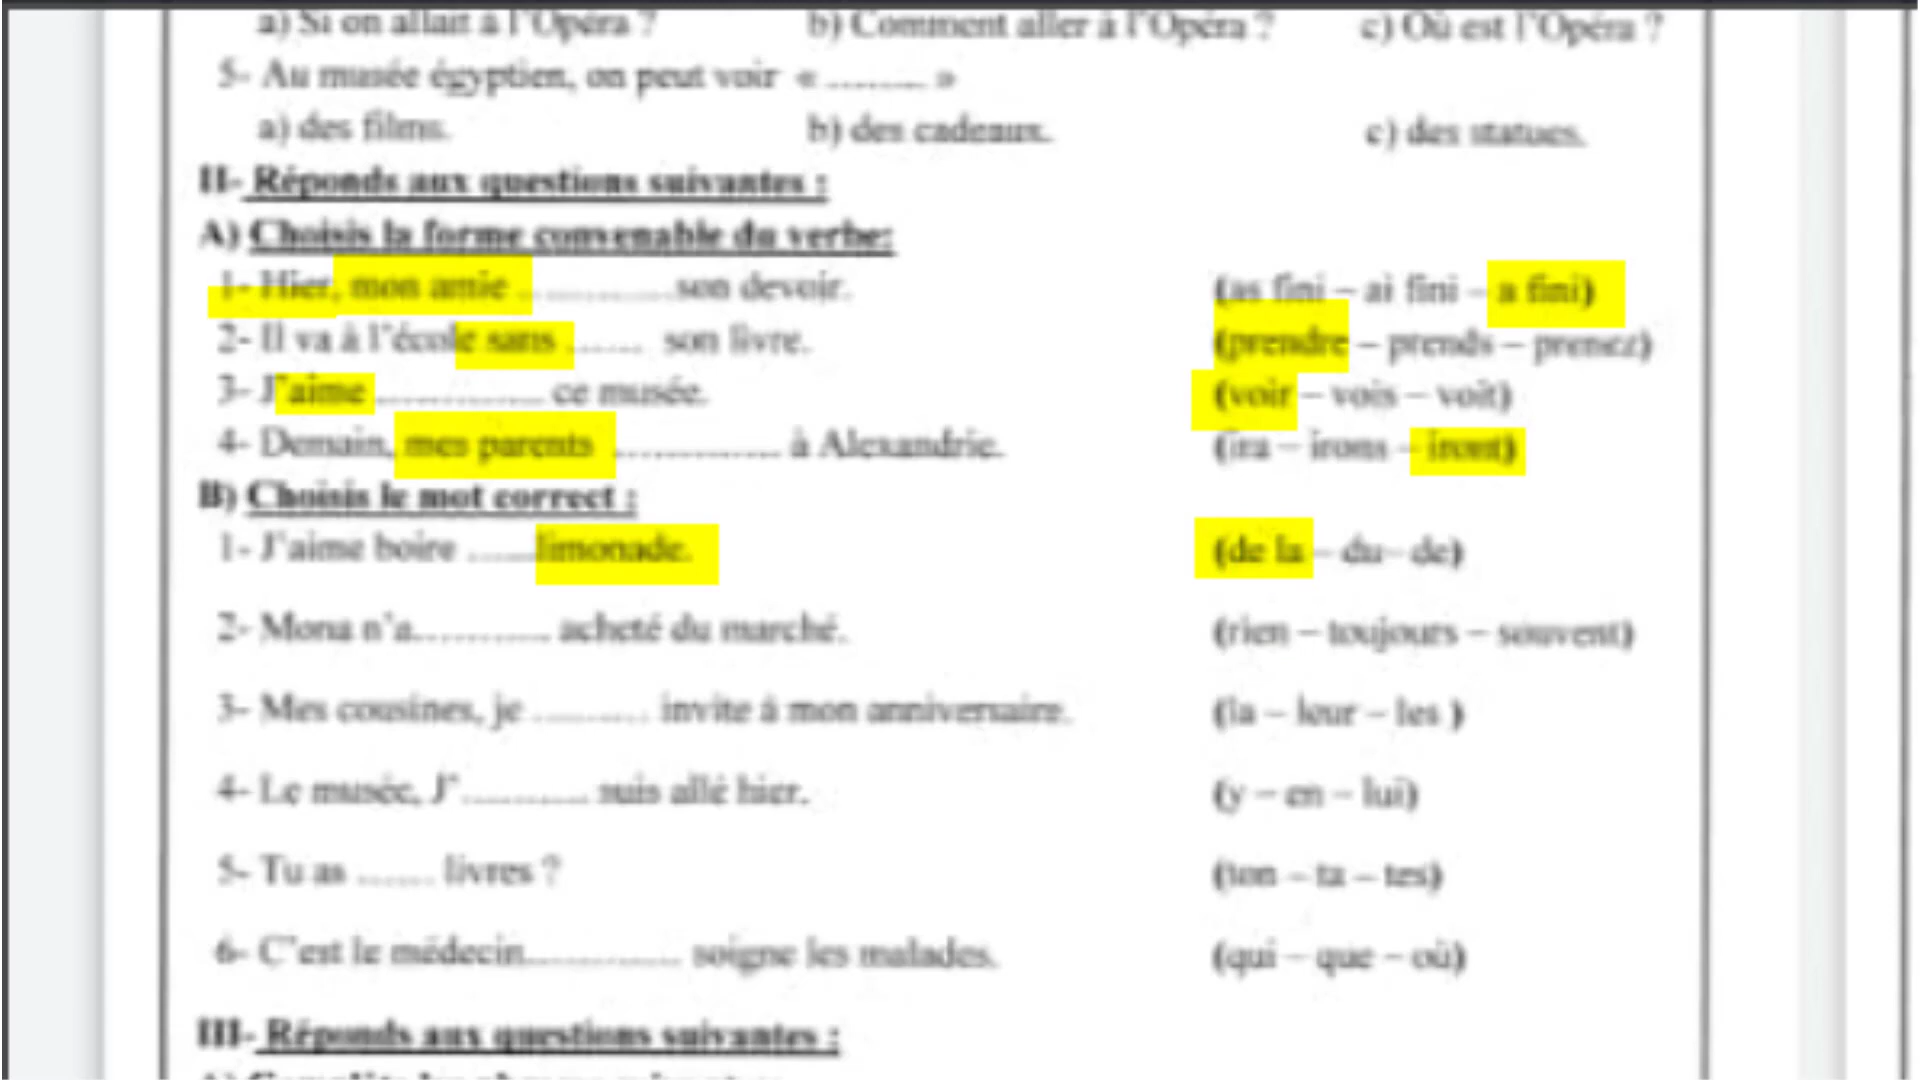 a) Si on allait à l'Opéra ? b) Comment aller à l'Opéra ? c) Où est l'Opéra ?
5- Au musée égyptien, on peut voir « ......... »
a) des films. b) des cadeaux. c) des statues.
II- Réponds aux questions suivantes :
A) Choisis la forme convenable du verbe:
1- Hier, mon amie ...............son devoir. (as fini – ai fini – a fini)
2- Il va à l'école sans ....... son livre. (prendre – prends – prenez)
3- J'aime ................ ce musée. (voir – vois – voit)
4- Demain, mes parents ................ à Alexandrie. (ira – irons – iront)
B) Choisis le mot correct :
1- J'aime boire .......limonade. (de la – du– de)
2- Mona n'a............. acheté du marché. (rien – toujours – souvent)
3- Mes cousines, je ........... invite à mon anniversaire. (la – leur – les )
4- Le musée, J'............ suis allé hier. (y – en – lui)
5- Tu as ....... livres ? (ton – ta – tes)
6- C'est le médecin............... soigne les malades. (qui – que – où)
III- Réponds aux questions suivantes :